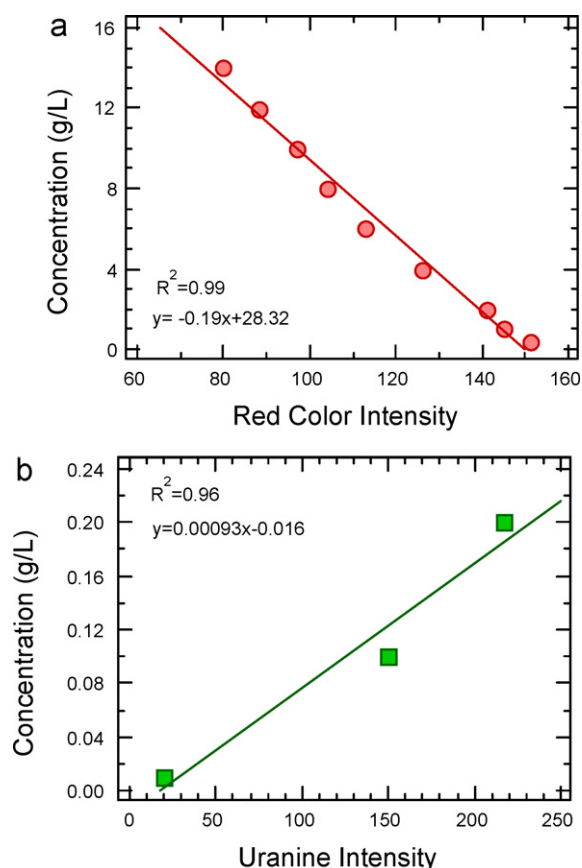 a
16
12
8
4
0
Concentration (g/L)
R²=0.99
y= -0.19x+28.32
60 80 100 120 140 160
Red Color Intensity
b
0.24
0.20
0.16
0.12
0.08
0.04
0.00
Concentration (g/L)
R²=0.96
y=0.00093x-0.016
0 50 100 150 200 250
Uranine Intensity